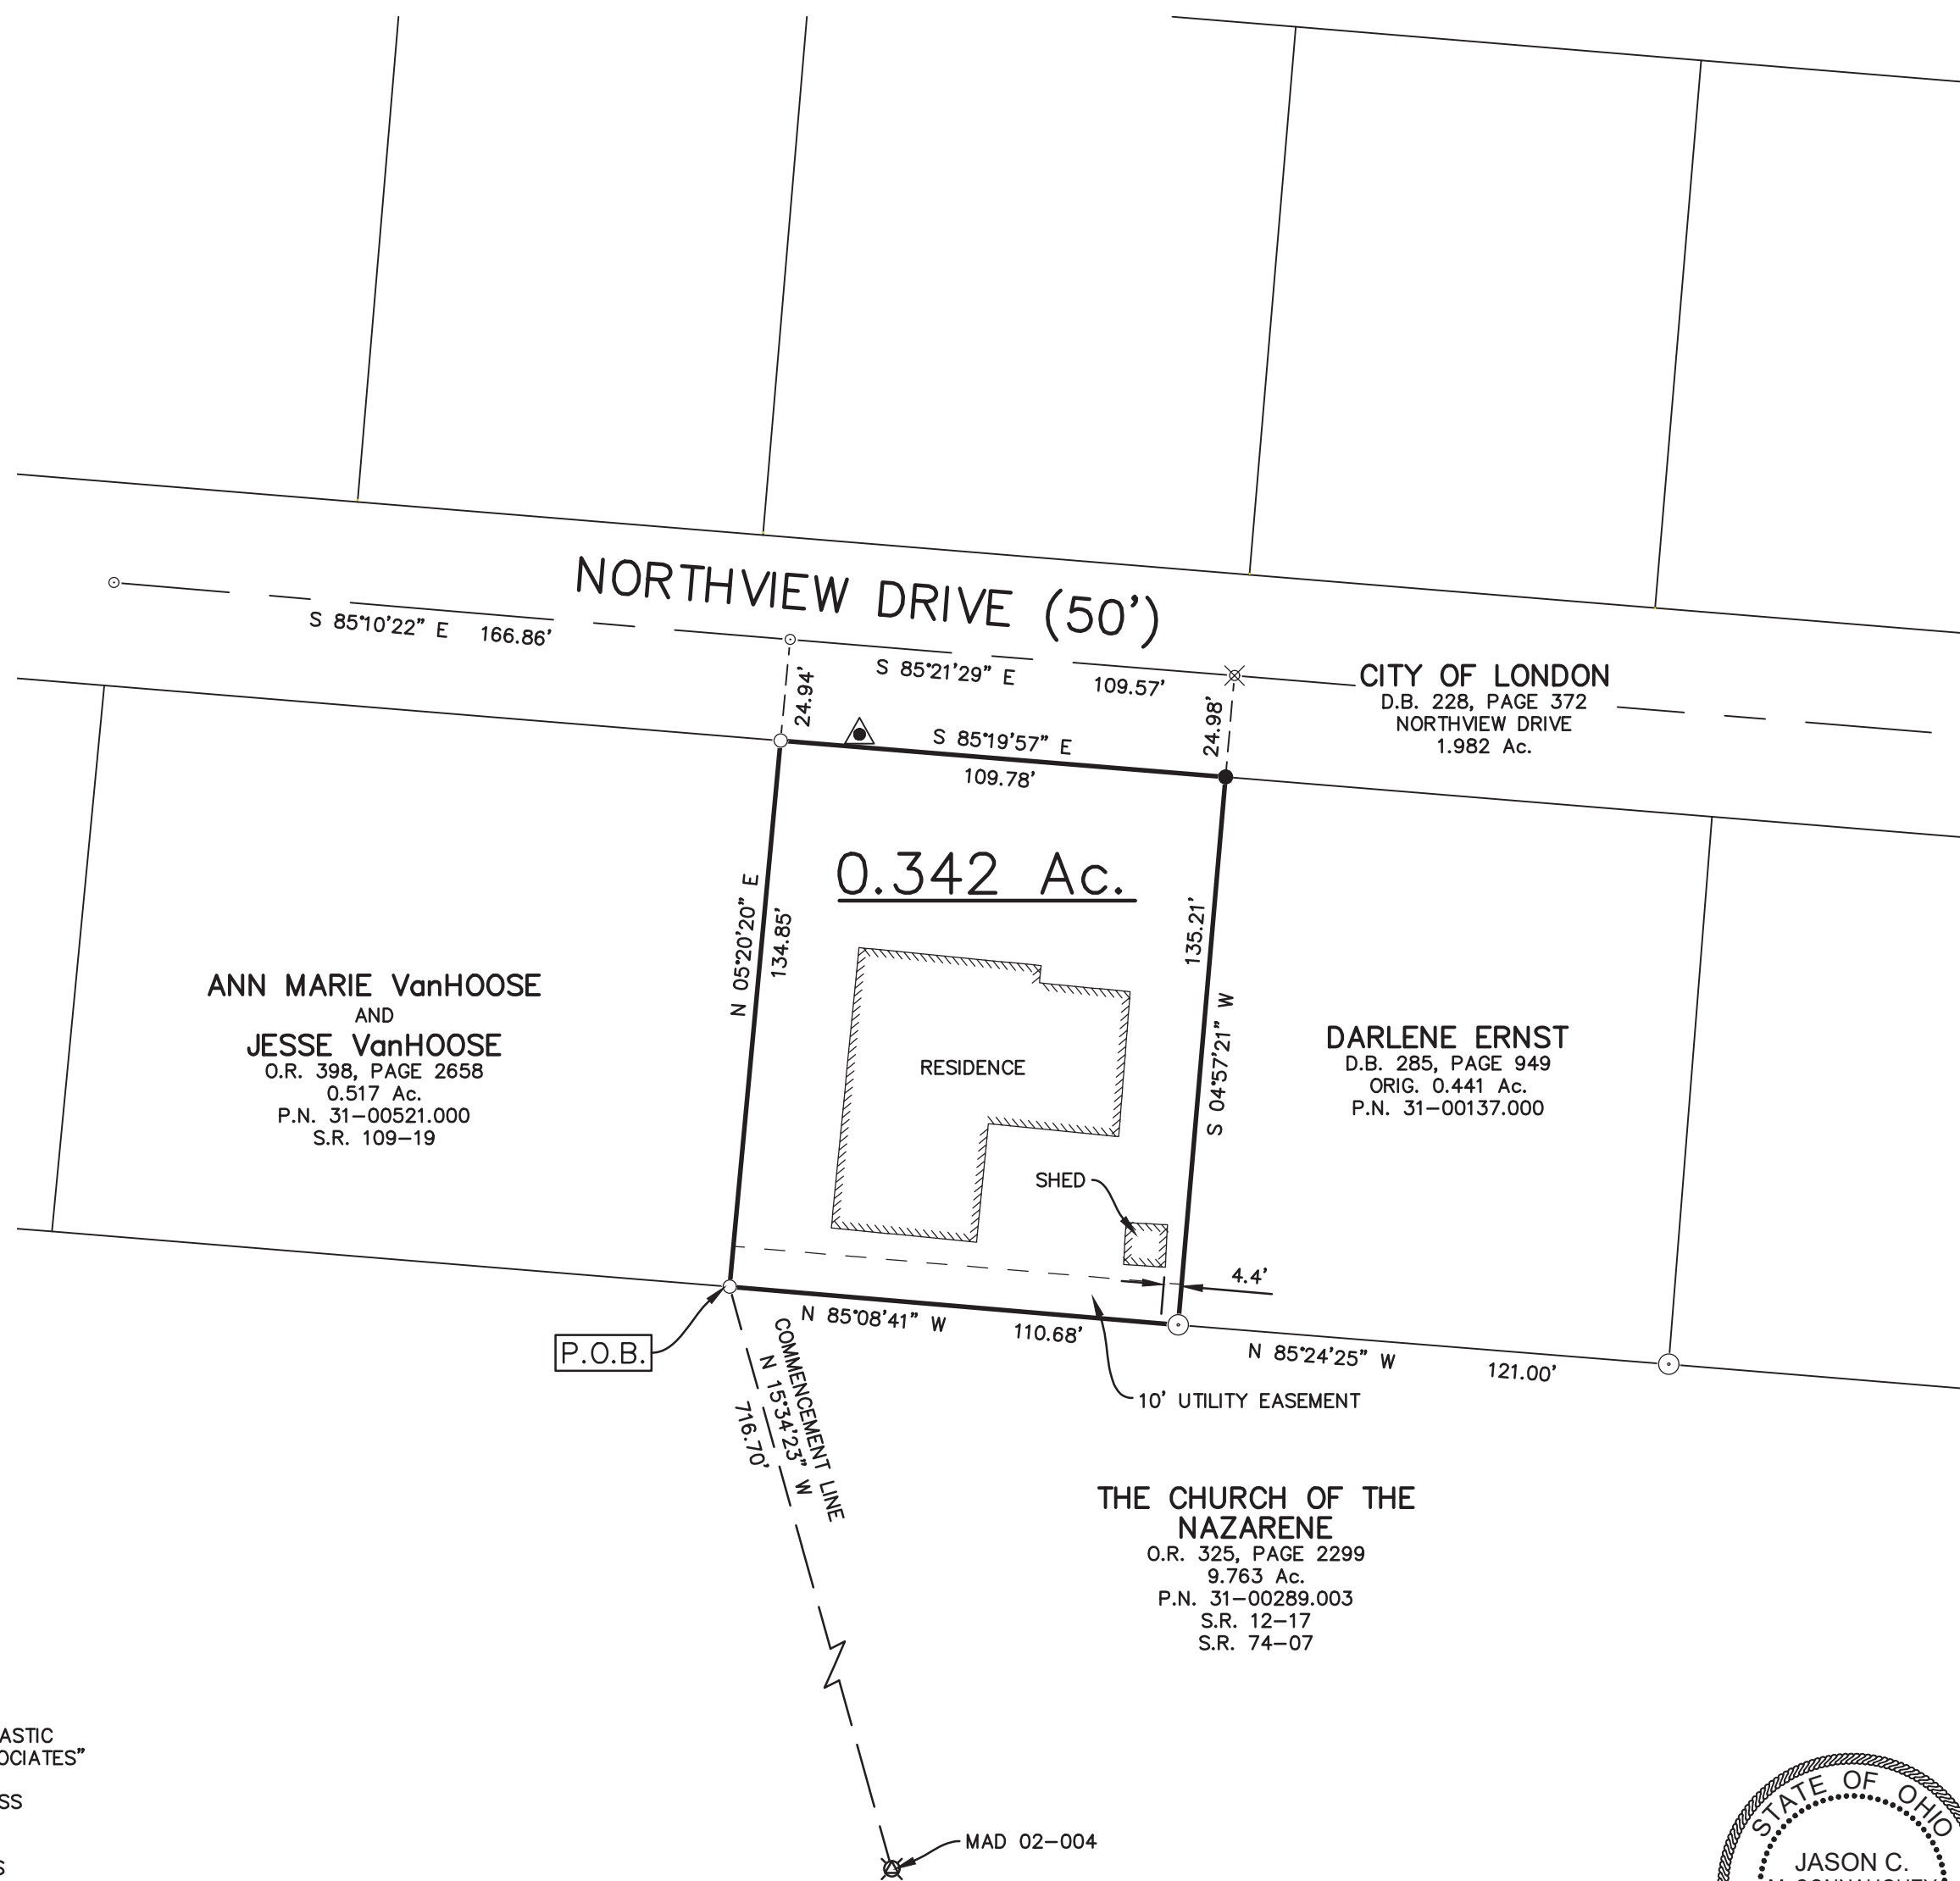 NORTHVIEW DRIVE (50')
S 85°10'22" E 166.86'
S 85°21'29" E 109.57'
24.94'
24.98'
CITY OF LONDON
D.B. 228, PAGE 372
NORTHVIEW DRIVE
1.982 Ac.
S 85°19'57" E
109.78'
0.342 Ac.
N 05°20'20" E
134.85'
135.21'
S 04°57'21" W
ANN MARIE VanHOOSE
AND
JESSE VanHOOSE
O.R. 398, PAGE 2658
0.517 Ac.
P.N. 31-00521.000
S.R. 109-19
RESIDENCE
DARLENE ERNST
D.B. 285, PAGE 949
ORIG. 0.441 Ac.
P.N. 31-00137.000
SHED
4.4'
N 85°08'41" W 110.68'
P.O.B.
N 85°24'25" W 121.00'
10' UTILITY EASEMENT
COMMENCEMENT LINE
N 15°34'23" W
716.70'
THE CHURCH OF THE
NAZARENE
O.R. 325, PAGE 2299
9.763 Ac.
P.N. 31-00289.003
S.R. 12-17
S.R. 74-07
MAD 02-004
ASTIC
OCIATES"
SS
S
STATE OF OHIO
JASON C.